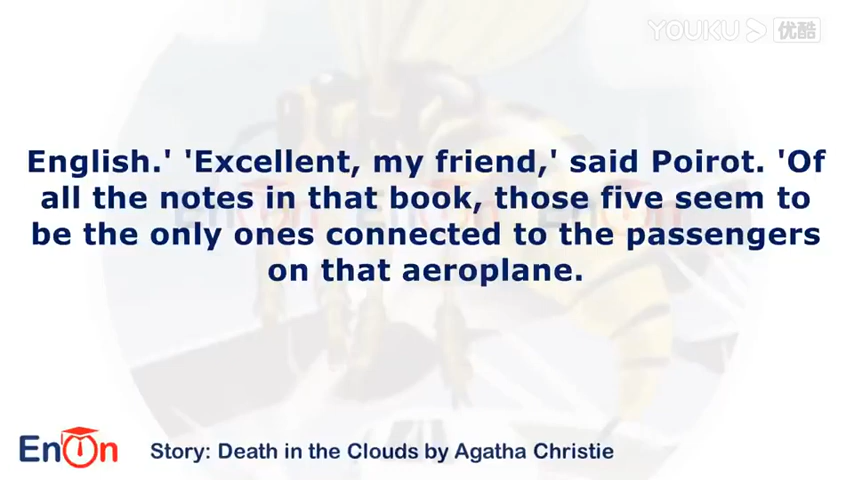 YOUKU 优酷
English.' 'Excellent, my friend,' said Poirot. 'Of
all the notes in that book, those five seem to
be the only ones connected to the passengers
on that aeroplane.
EnOn
Story: Death in the Clouds by Agatha Christie